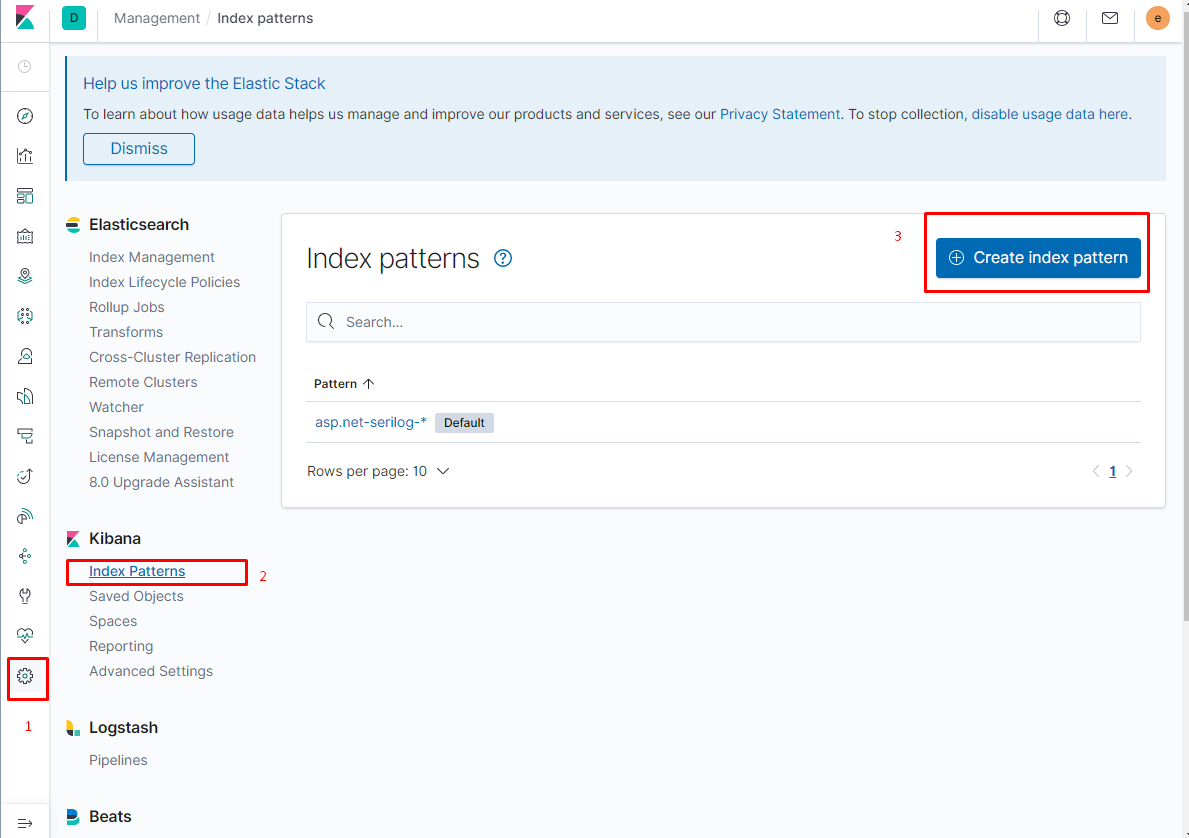 D Management / Index patterns e
Help us improve the Elastic Stack
To learn about how usage data helps us manage and improve our products and services, see our Privacy Statement. To stop collection, disable usage data here.
Dismiss
Elasticsearch
Index Management
Index Lifecycle Policies
Rollup Jobs
Transforms
Cross-Cluster Replication
Remote Clusters
Watcher
Snapshot and Restore
License Management
8.0 Upgrade Assistant
Kibana
Index Patterns 2
Saved Objects
Spaces
Reporting
Advanced Settings
1
Logstash
Pipelines
Beats
Index patterns ?
3
Create index pattern
Search...
Pattern ↑
asp.net-serilog-* Default
Rows per page: 10
< 1 >